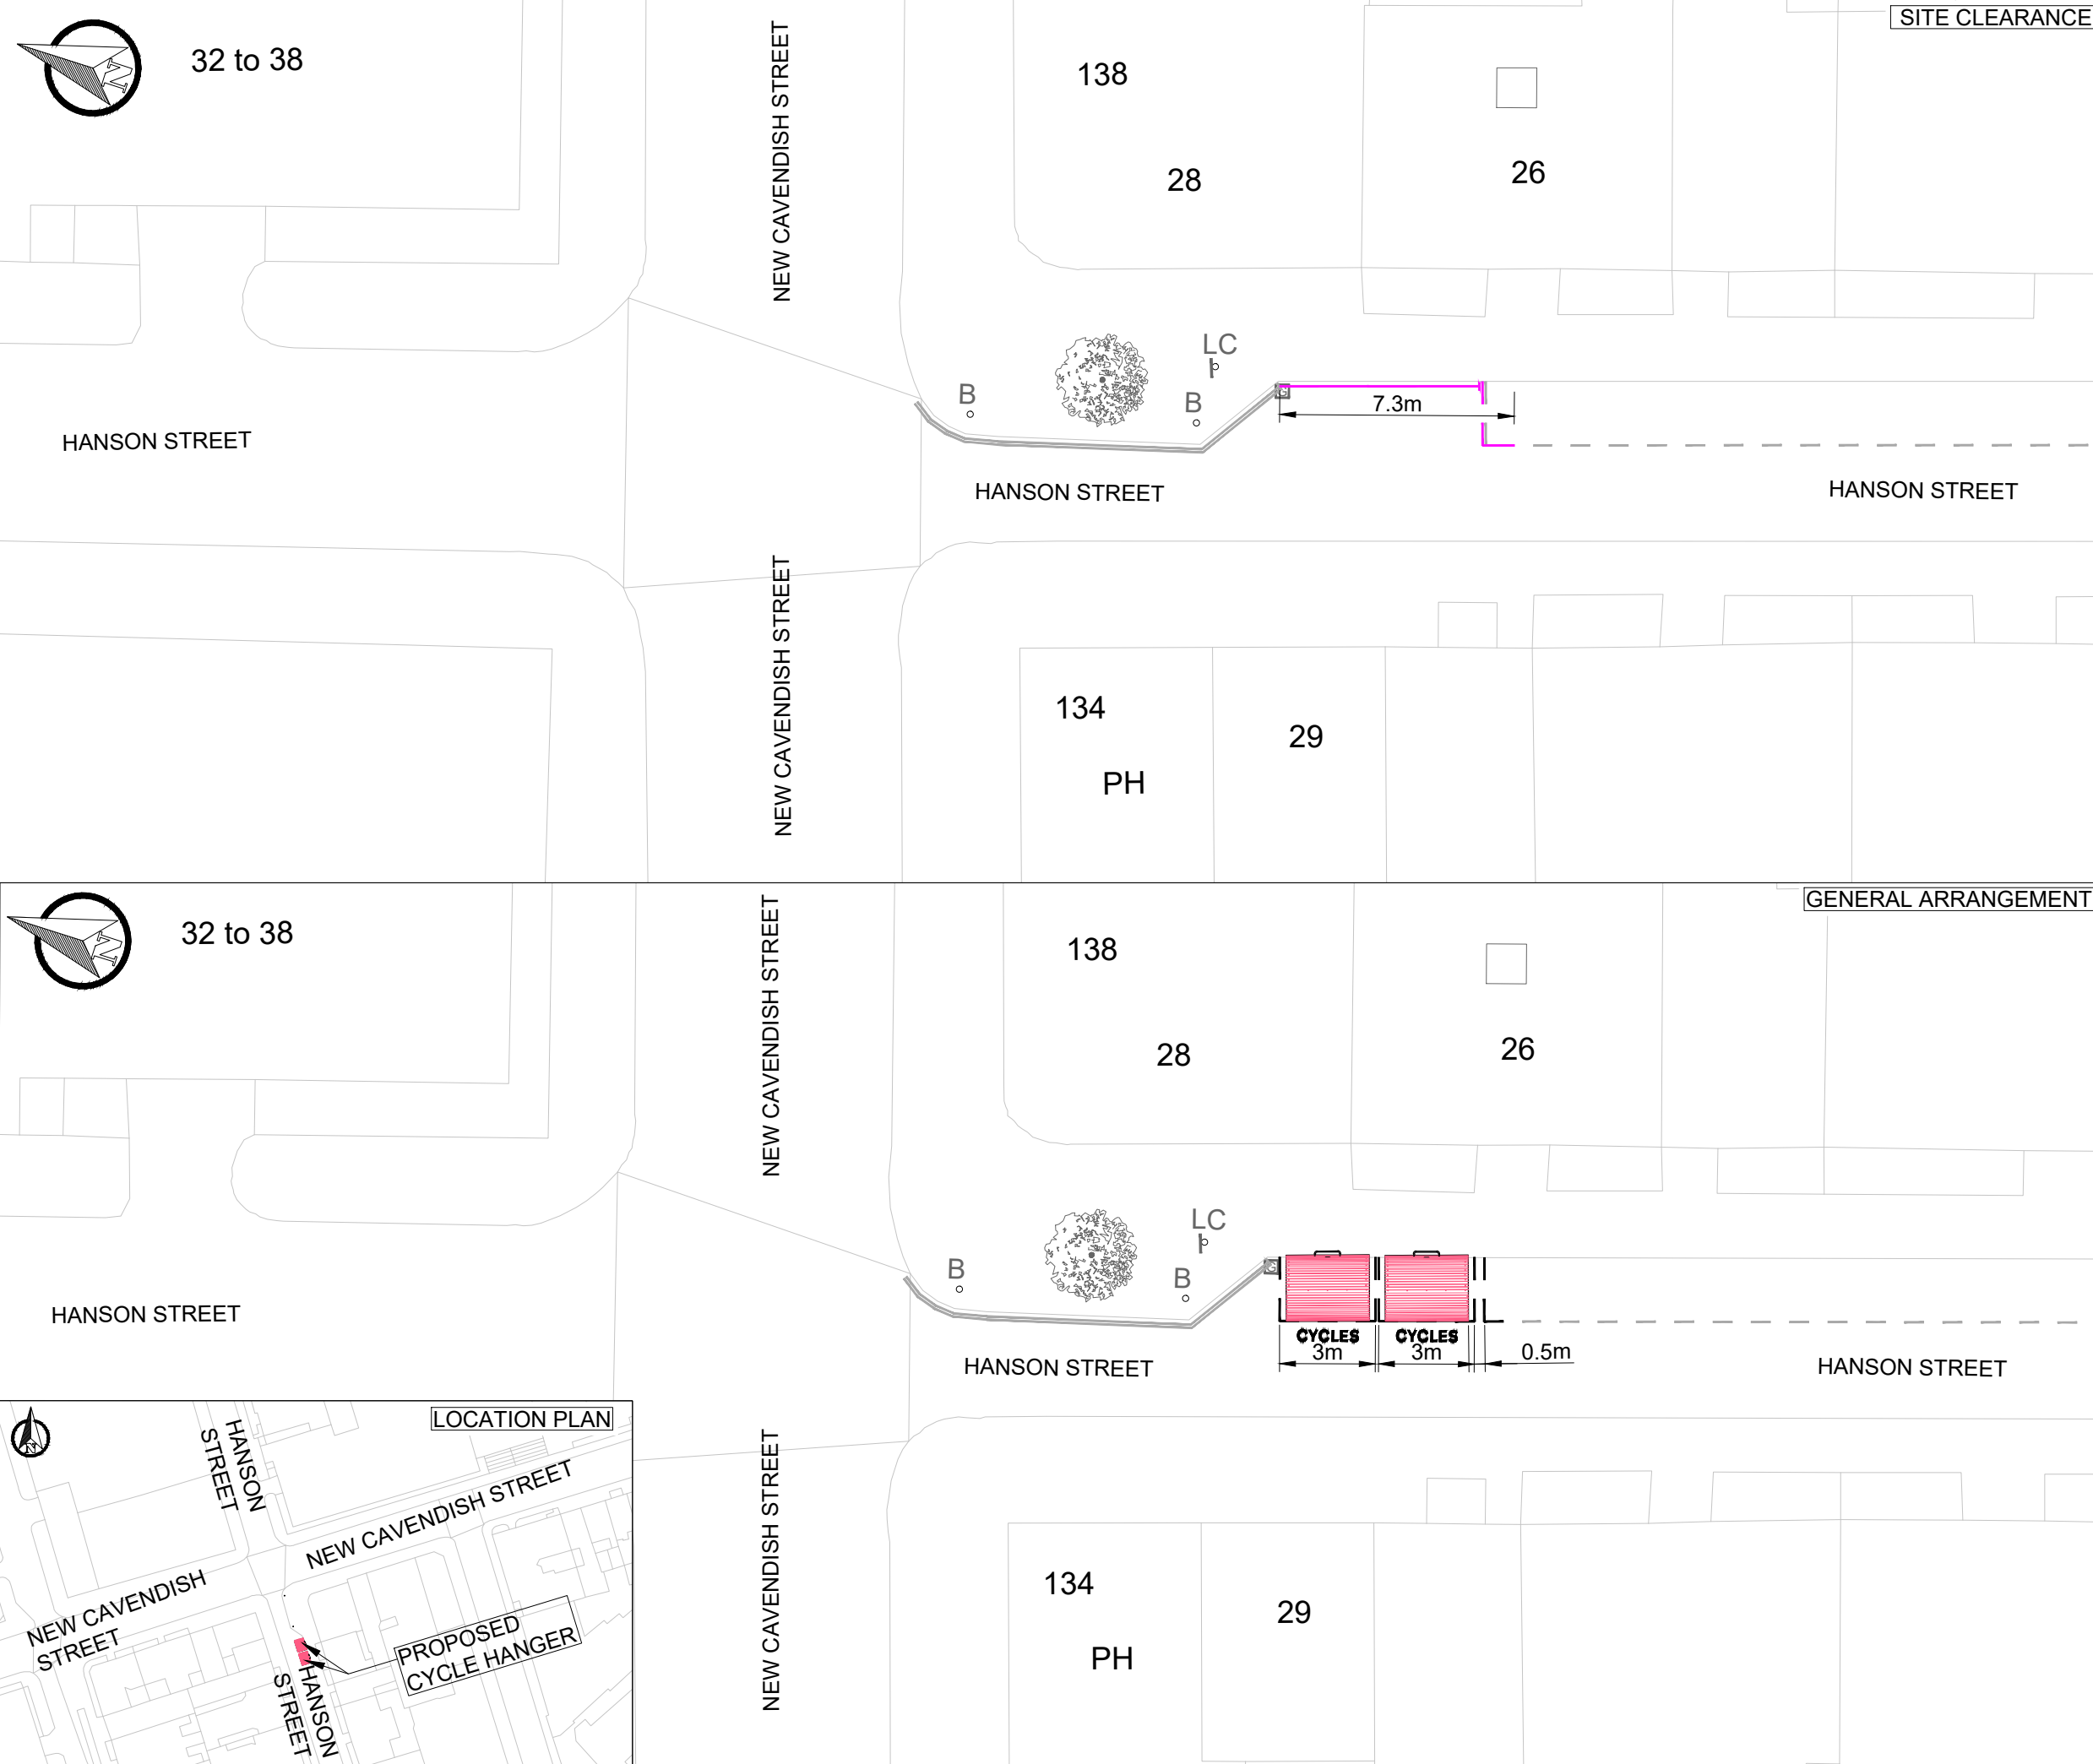 SITE CLEARANCE
N
32 to 38
NEW CAVENDISH STREET
138
28
26
LC
B
B
G
7.3m
HANSON STREET
HANSON STREET
HANSON STREET
NEW CAVENDISH STREET
134
PH
29
GENERAL ARRANGEMENT
N
32 to 38
NEW CAVENDISH STREET
138
28
26
LC
B
B
G
CYCLES
CYCLES
3m
3m
0.5m
HANSON STREET
HANSON STREET
HANSON STREET
NEW CAVENDISH STREET
134
PH
29
LOCATION PLAN
N
HANSON
STREET
NEW CAVENDISH STREET
NEW CAVENDISH
STREET
PROPOSED
CYCLE HANGER
HANSON
STREET